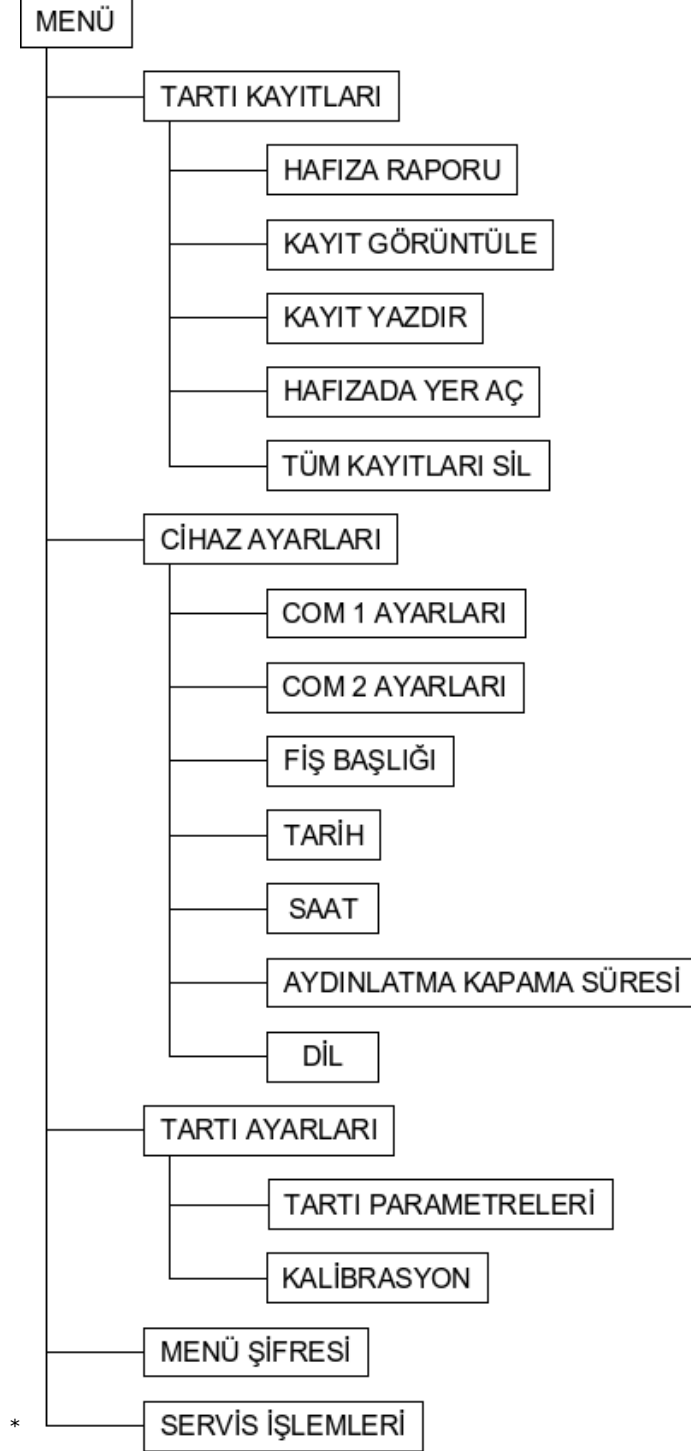 MENÜ
TARTI KAYITLARI
HAFIZA RAPORU
KAYIT GÖRÜNTÜLE
KAYIT YAZDIR
HAFIZADA YER AÇ
TÜM KAYITLARI SİL
CİHAZ AYARLARI
COM 1 AYARLARI
COM 2 AYARLARI
FİŞ BAŞLIĞI
TARİH
SAAT
AYDINLATMA KAPAMA SÜRESİ
DİL
TARTI AYARLARI
TARTI PARAMETRELERİ
KALİBRASYON
MENÜ ŞİFRESİ
* SERVİS İŞLEMLERİ